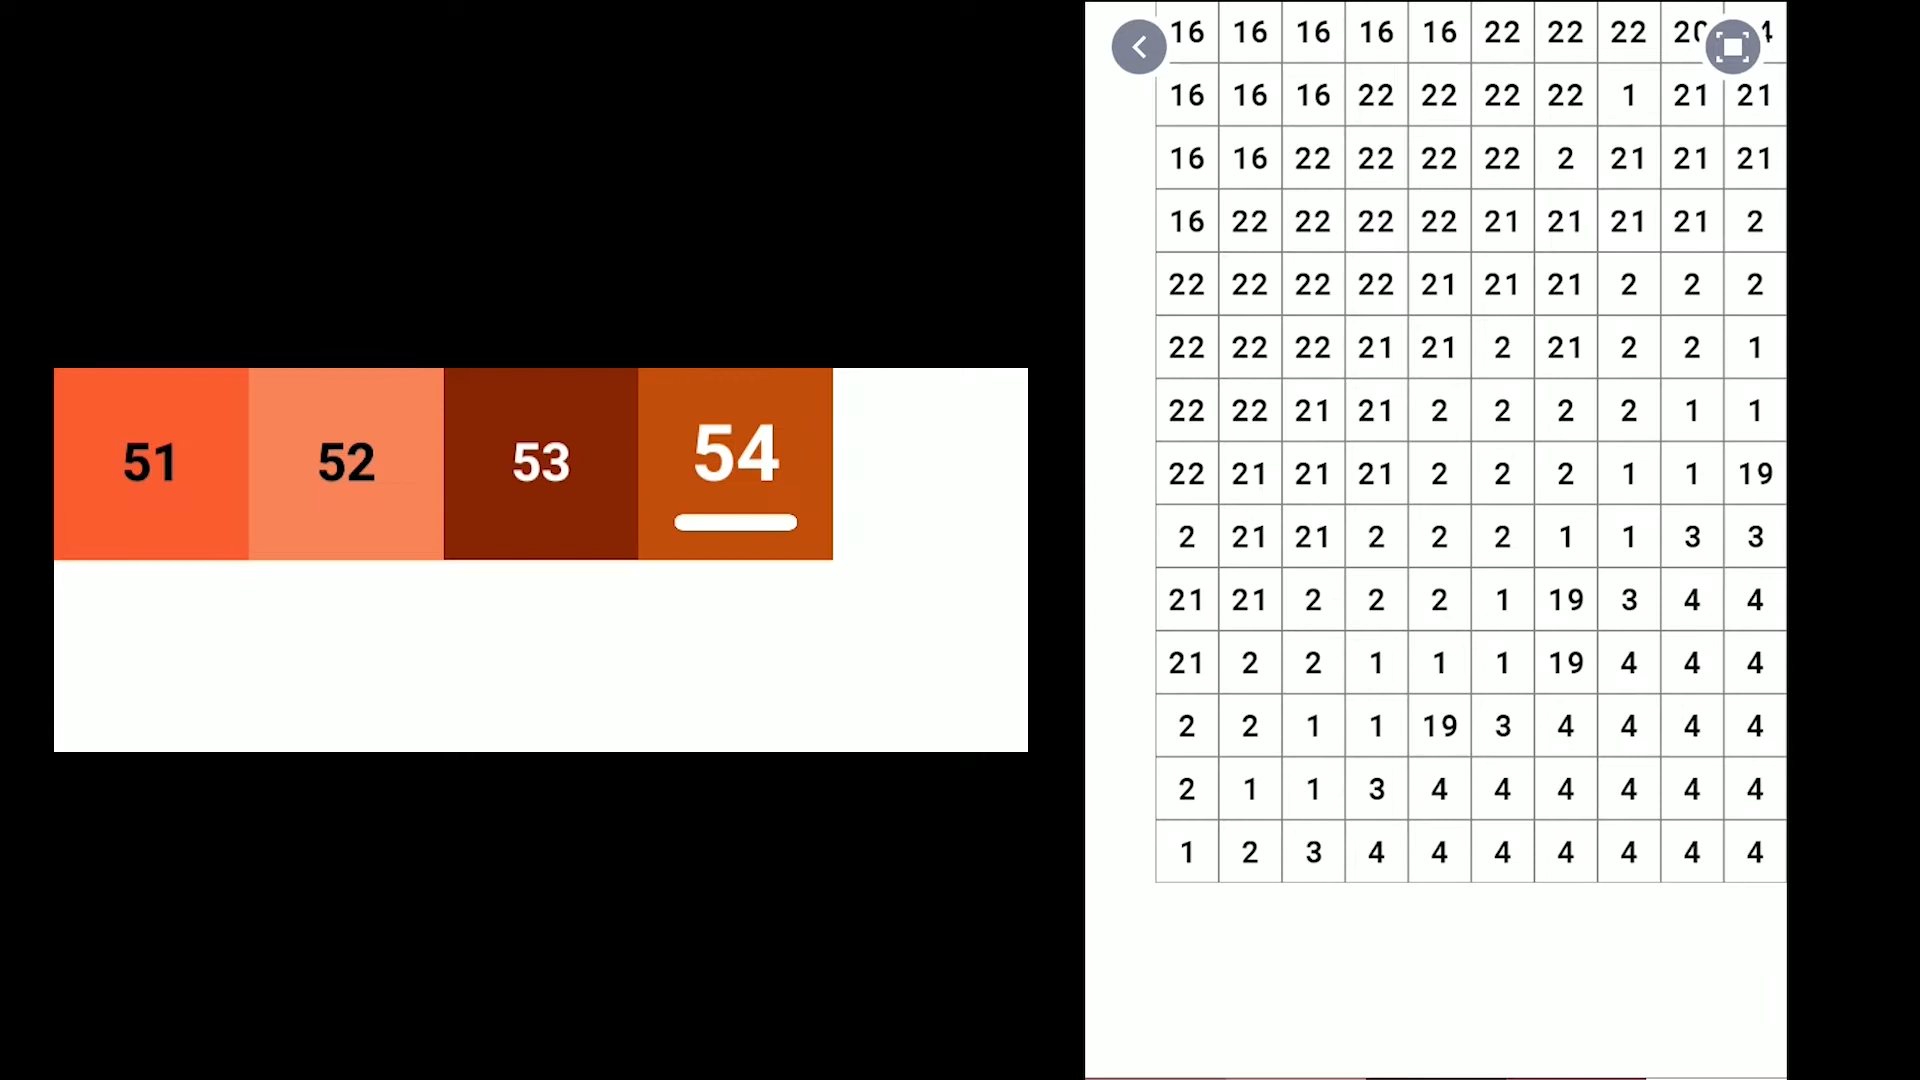 51 52 53 54
16 16 16 16 16 22 22 22
16 16 16 22 22 22 22 1 21 21
16 16 22 22 22 22 2 21 21 21
16 22 22 22 22 21 21 21 21 2
22 22 22 22 21 21 21 2 2 2
22 22 22 21 21 2 21 2 2 1
22 22 21 21 2 2 2 2 1 1
22 21 21 21 2 2 2 1 1 19
2 21 21 2 2 2 1 1 3 3
21 21 2 2 2 1 19 3 4 4
21 2 2 1 1 1 19 4 4 4
2 2 1 1 19 3 4 4 4 4
2 1 1 3 4 4 4 4 4 4
1 2 3 4 4 4 4 4 4 4